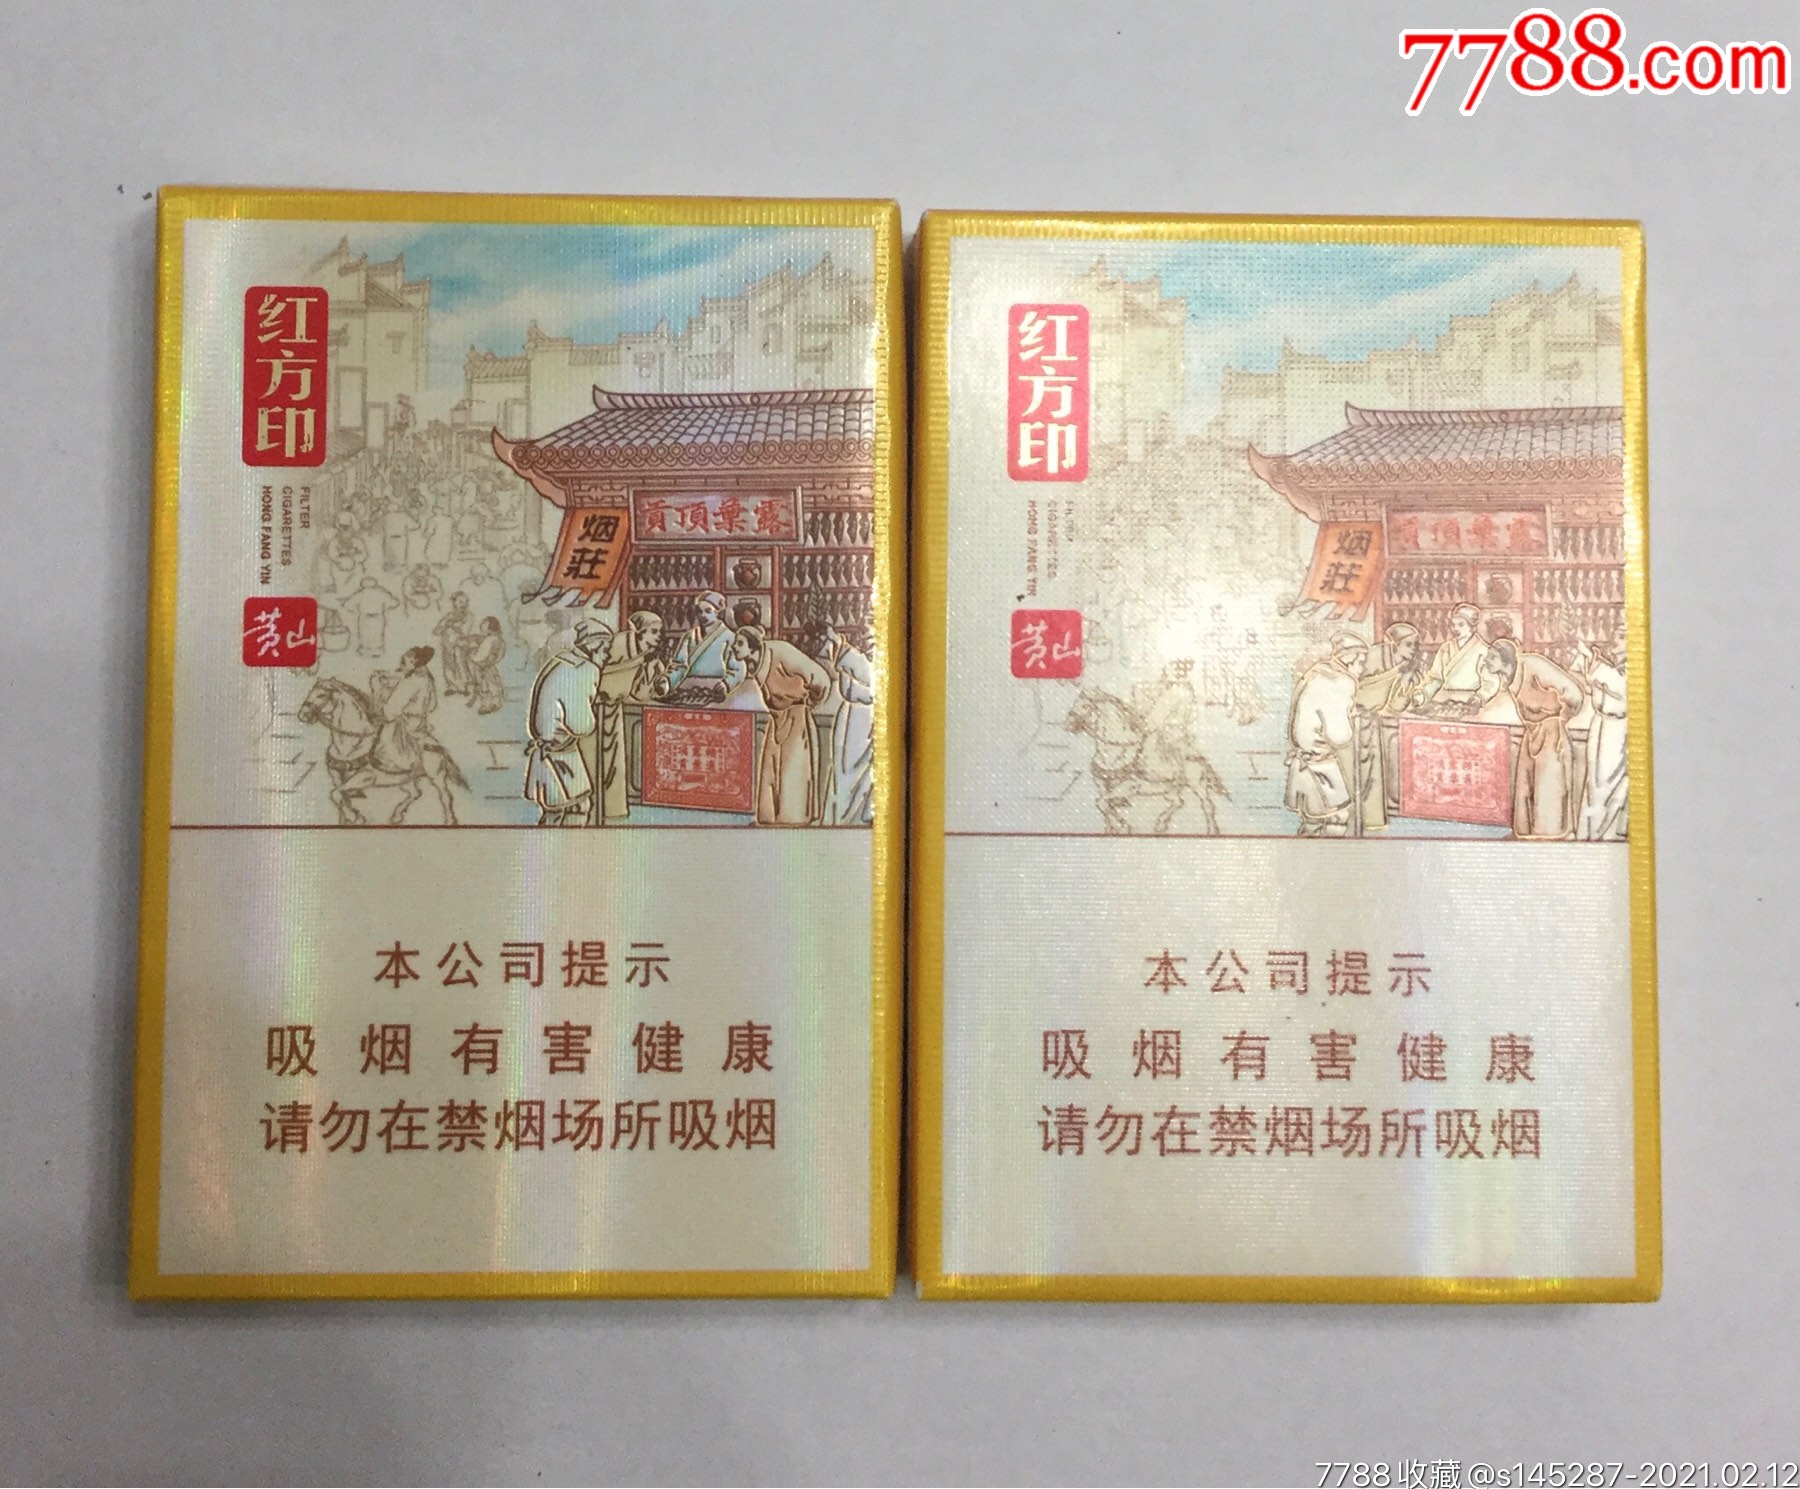 7788.com
红方印
FILTER
CIGARETTES
HONG FANG YIN
黄山
烟莊
貢頂葉露
本公司提示
吸烟有害健康
请勿在禁烟场所吸烟
红方印
CIGARETTES
HONG FANG YIN
黄山
烟莊
貢頂葉露
本公司提示
吸烟有害健康
请勿在禁烟场所吸烟
7788收藏@s145287-2021.02.12